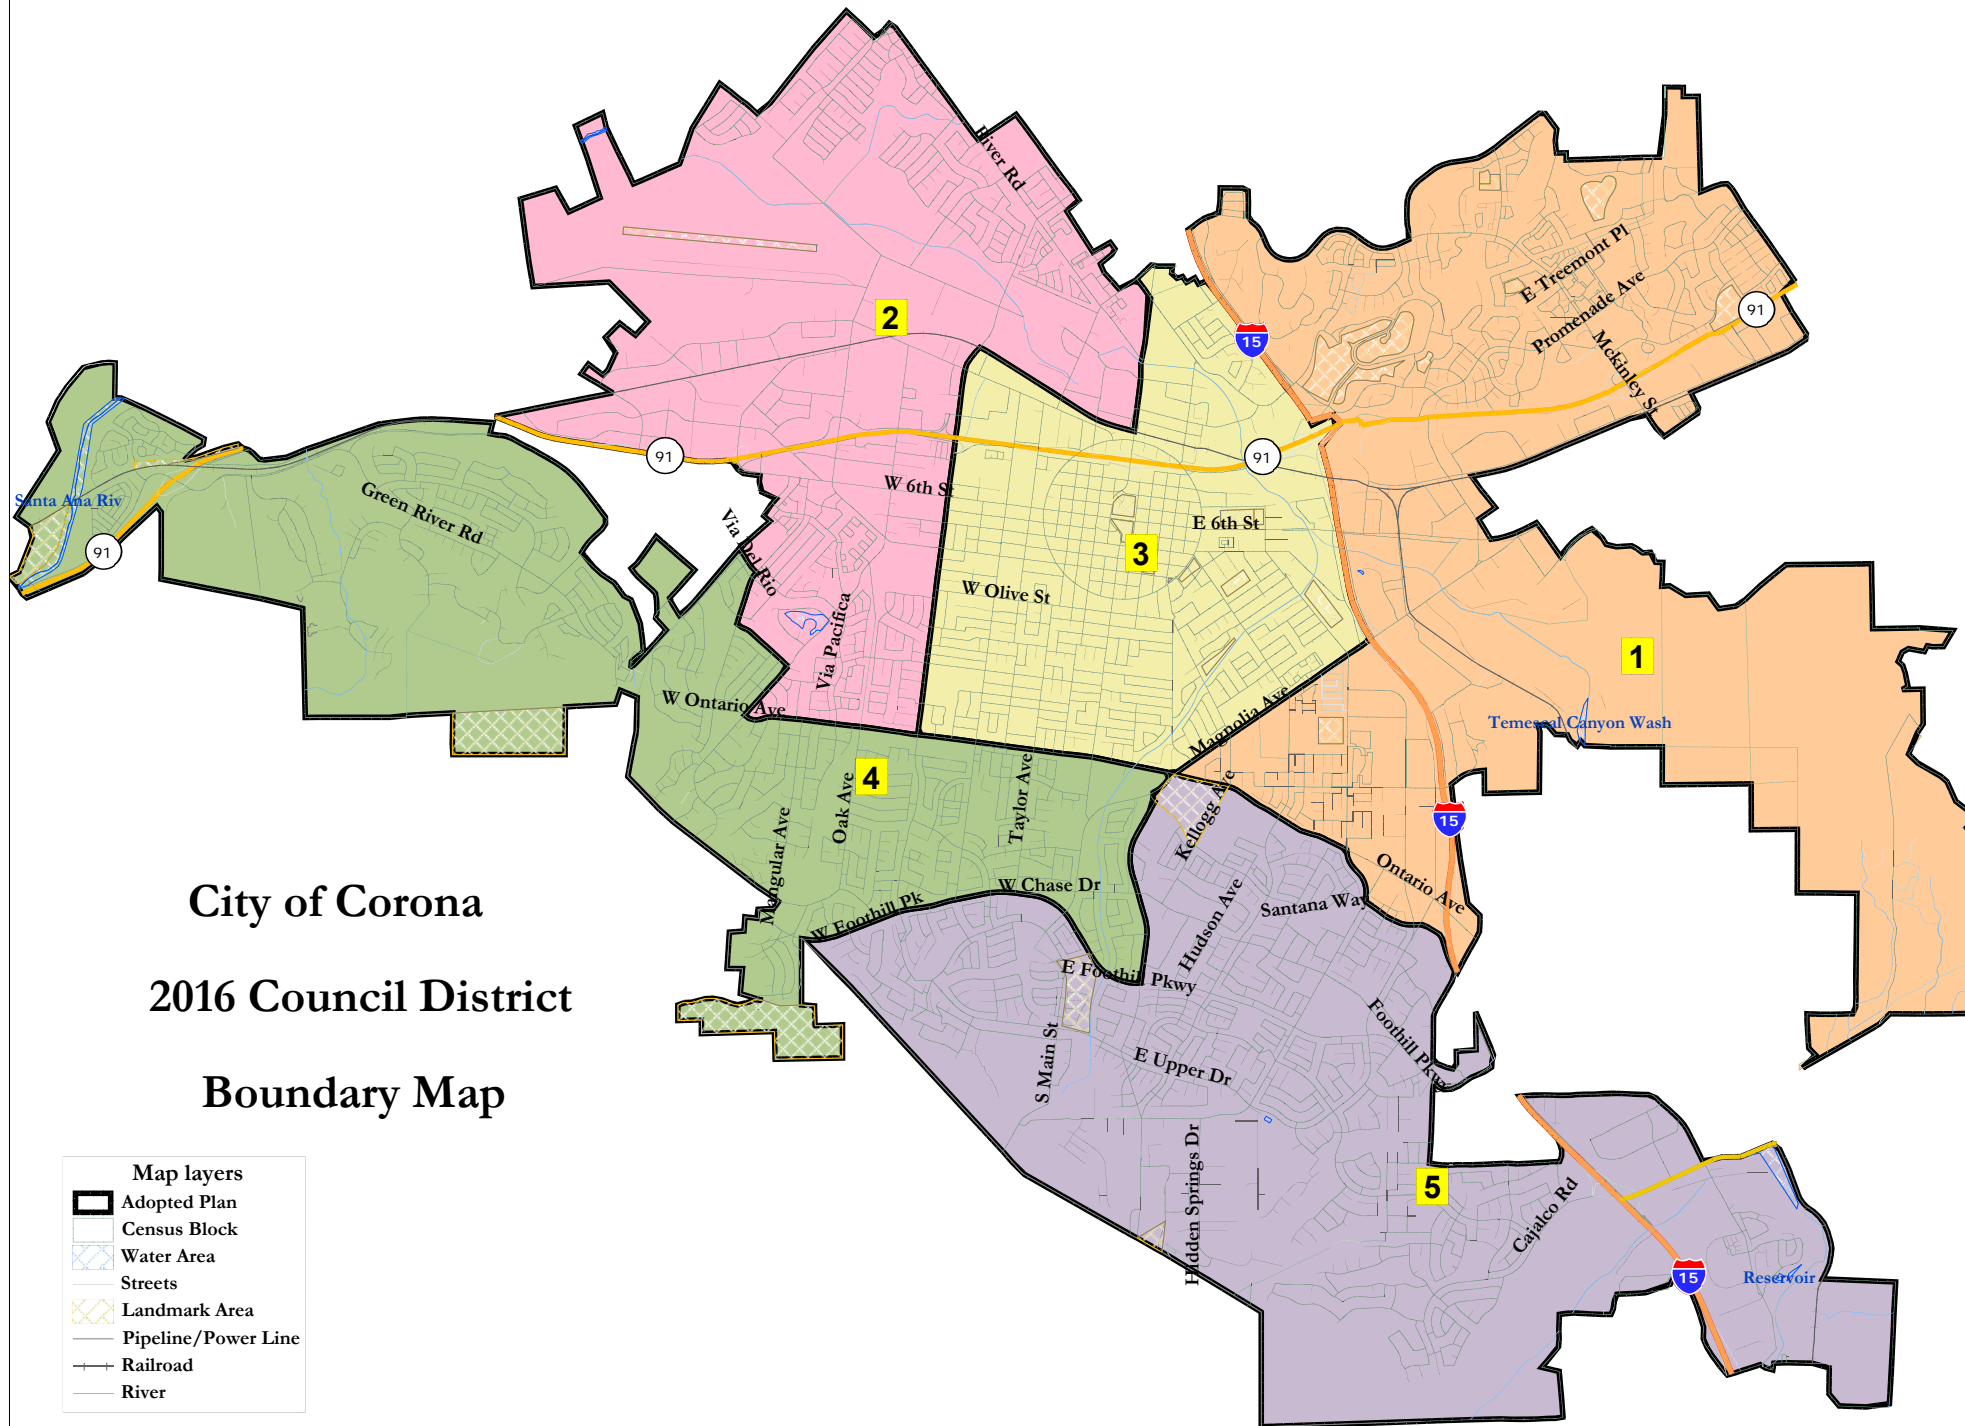 River Rd
E Treemont Pl
Promenade Ave
Mckinley St
91
15
2
91
91
Santa Ana Riv
91
Green River Rd
W 6th St
E 6th St
Via Del Rio
3
W Olive St
Via Pacifica
1
W Ontario Ave
Magnolia Ave
Temescal Canyon Wash
4
Oak Ave
Taylor Ave
Mangular Ave
Kellogg Ave
15
W Chase Dr
Ontario Ave
W Foothill Pk
Hudson Ave
Santana Way
E Foothill Pkwy
Foothill Pkwy
S Main St
E Upper Dr
Hidden Springs Dr
5
Cajalco Rd
15
Reservoir
City of Corona
2016 Council District
Boundary Map
Map layers
Adopted Plan
Census Block
Water Area
Streets
Landmark Area
Pipeline/Power Line
Railroad
River